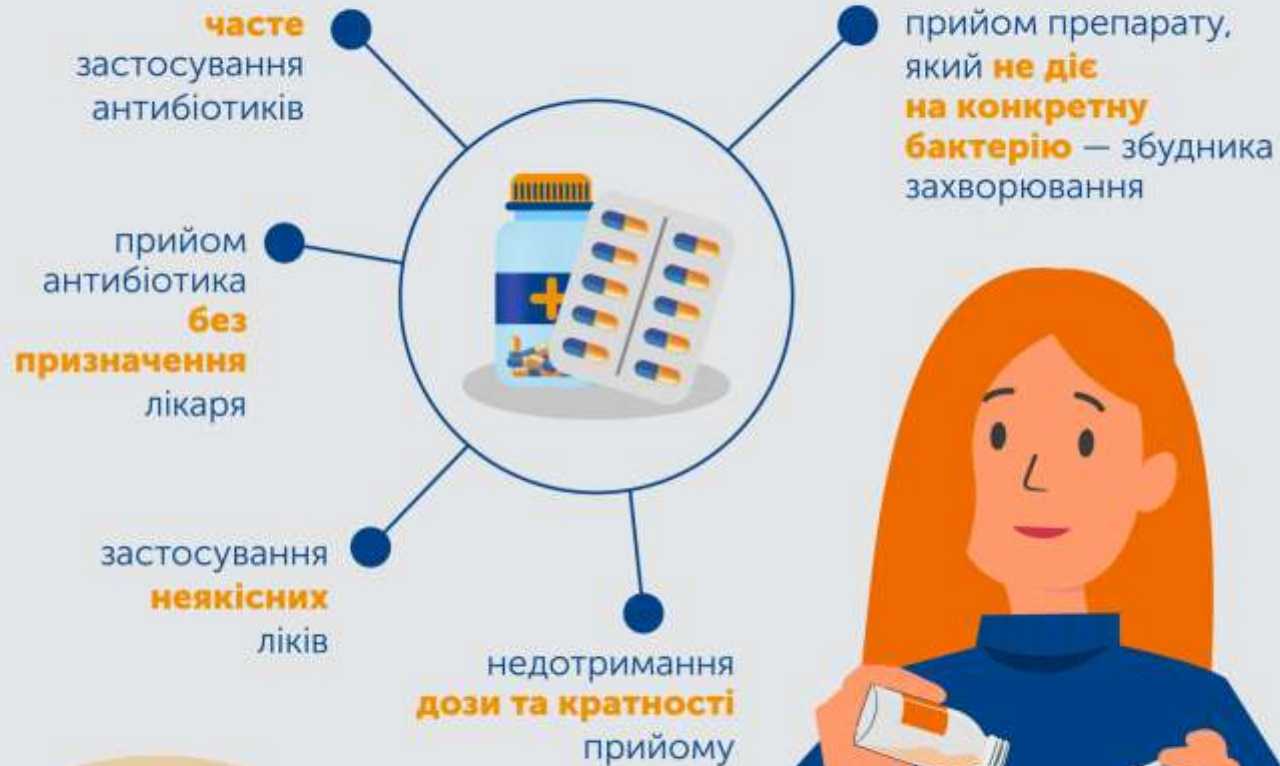 часте
застосування
антибіотиків
прийом препарату,
який не діє
на конкретну
бактерію — збудника
захворювання
прийом
антибіотика
без
призначення
лікаря
застосування
неякісних
ліків
недотримання
дози та кратності
прийому